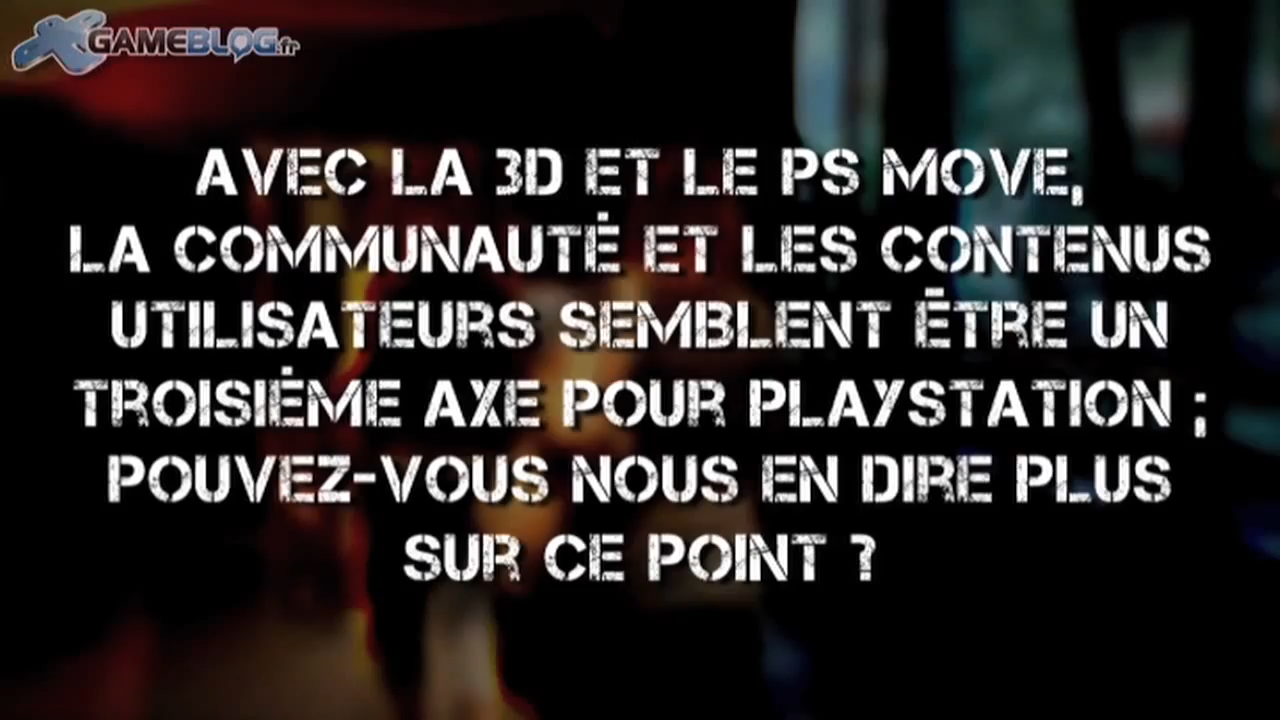 GAMEBLOG.fr
AVEC LA 3D ET LE PS MOVE,
LA COMMUNAUTÉ ET LES CONTENUS
UTILISATEURS SEMBLENT ÊTRE UN
TROISIÈME AXE POUR PLAYSTATION ;
POUVEZ-VOUS NOUS EN DIRE PLUS
SUR CE POINT ?